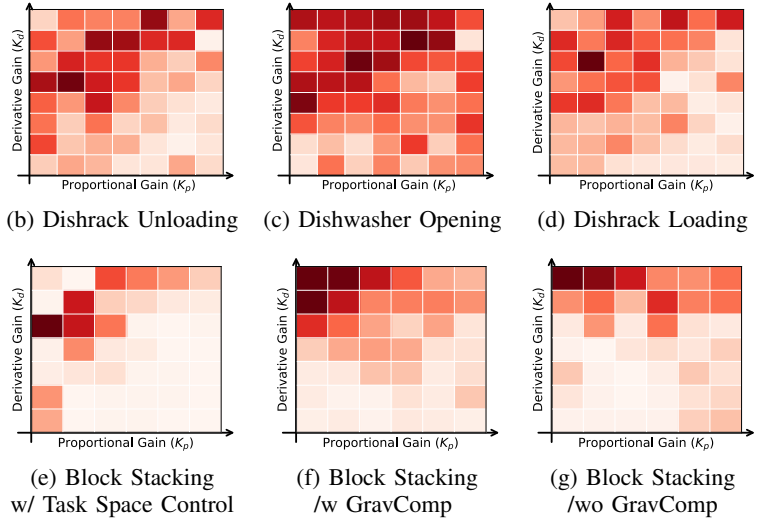 Derivative Gain (K_d)
Proportional Gain (K_p)
Derivative Gain (K_d)
Proportional Gain (K_p)
Derivative Gain (K_d)
Proportional Gain (K_p)
(b) Dishrack Unloading
(c) Dishwasher Opening
(d) Dishrack Loading
Derivative Gain (K_d)
Proportional Gain (K_p)
Derivative Gain (K_d)
Proportional Gain (K_p)
Derivative Gain (K_d)
Proportional Gain (K_p)
(e) Block Stacking
w/ Task Space Control
(f) Block Stacking
/w GravComp
(g) Block Stacking
/wo GravComp